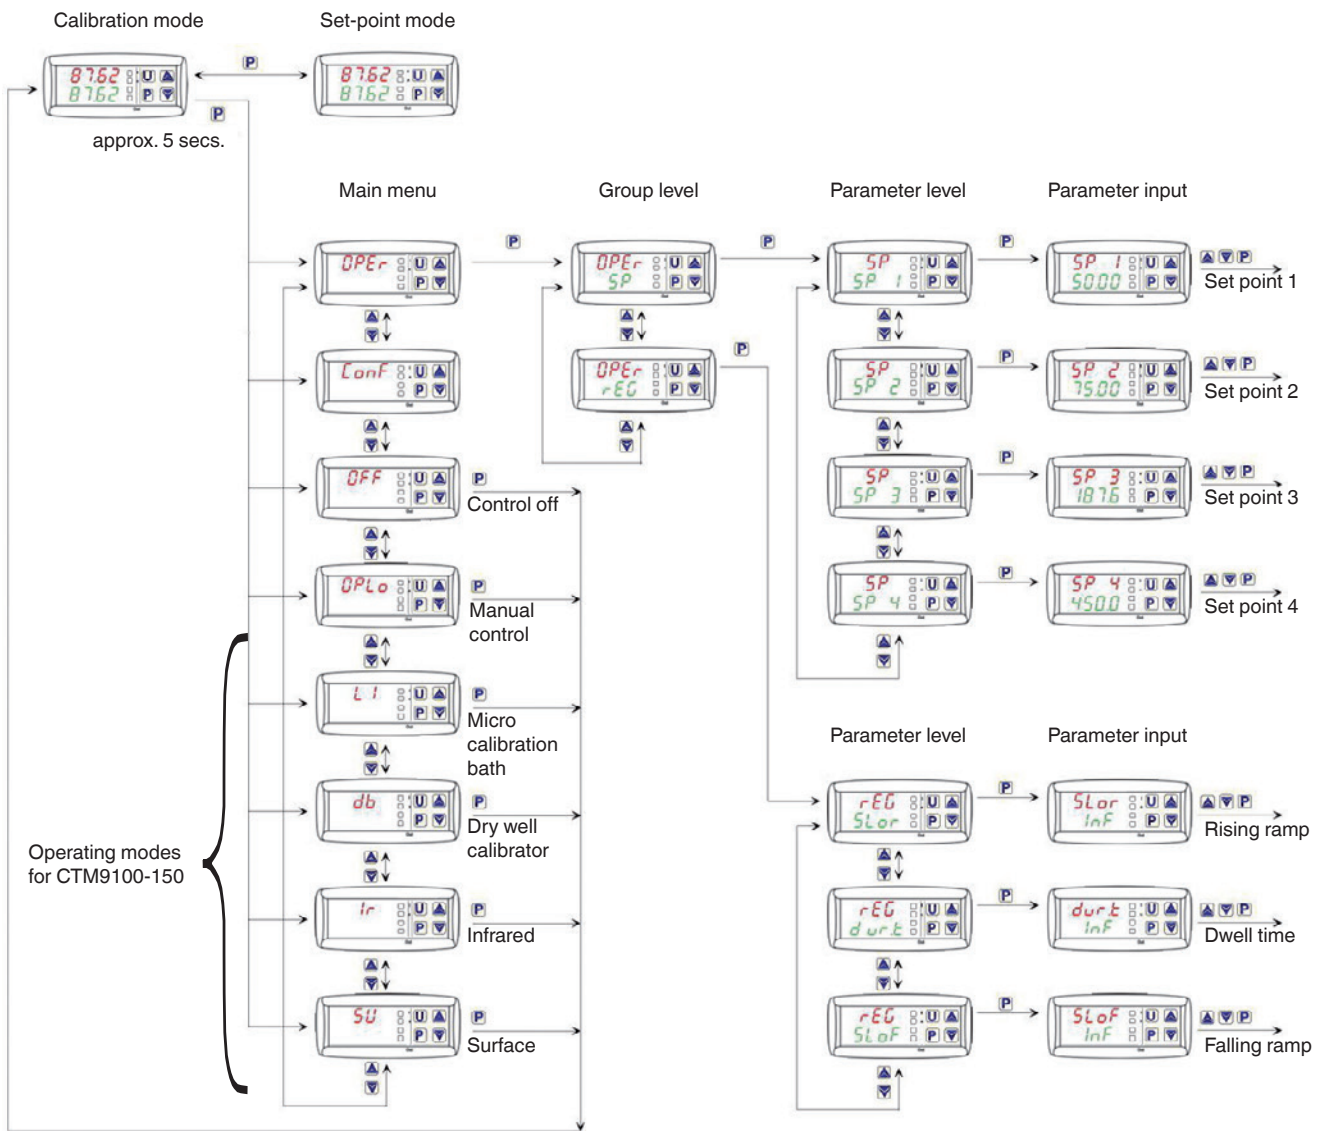 Calibration mode
Set-point mode
87.62 U
87.62 P
P
87.62 U
87.62 P
P
approx. 5 secs.
Main menu
Group level
Parameter level
Parameter input
OPEr U
P
P
OPEr U
SP P
P
SP U
SP 1 P
P
SP 1 U
50.00 P
P
Set point 1
ConF U
P
OPEr U
rEG P
P
SP U
SP 2 P
P
SP 2 U
75.00 P
P
Set point 2
OFF U
P
P
Control off
SP U
SP 3 P
P
SP 3 U
187.6 P
P
Set point 3
OPLo U
P
P
Manual
control
SP U
SP 4 P
P
SP 4 U
450.0 P
P
Set point 4
LI U
P
P
Micro
calibration
bath
Parameter level
Parameter input
db U
P
P
Dry well
calibrator
rEG U
SLor P
P
SLor U
InF P
P
Rising ramp
Operating modes
for CTM9100-150
Ir U
P
P
Infrared
rEG U
dur.t P
P
dur.t U
InF P
P
Dwell time
SU U
P
P
Surface
rEG U
SLoF P
P
SLoF U
InF P
P
Falling ramp